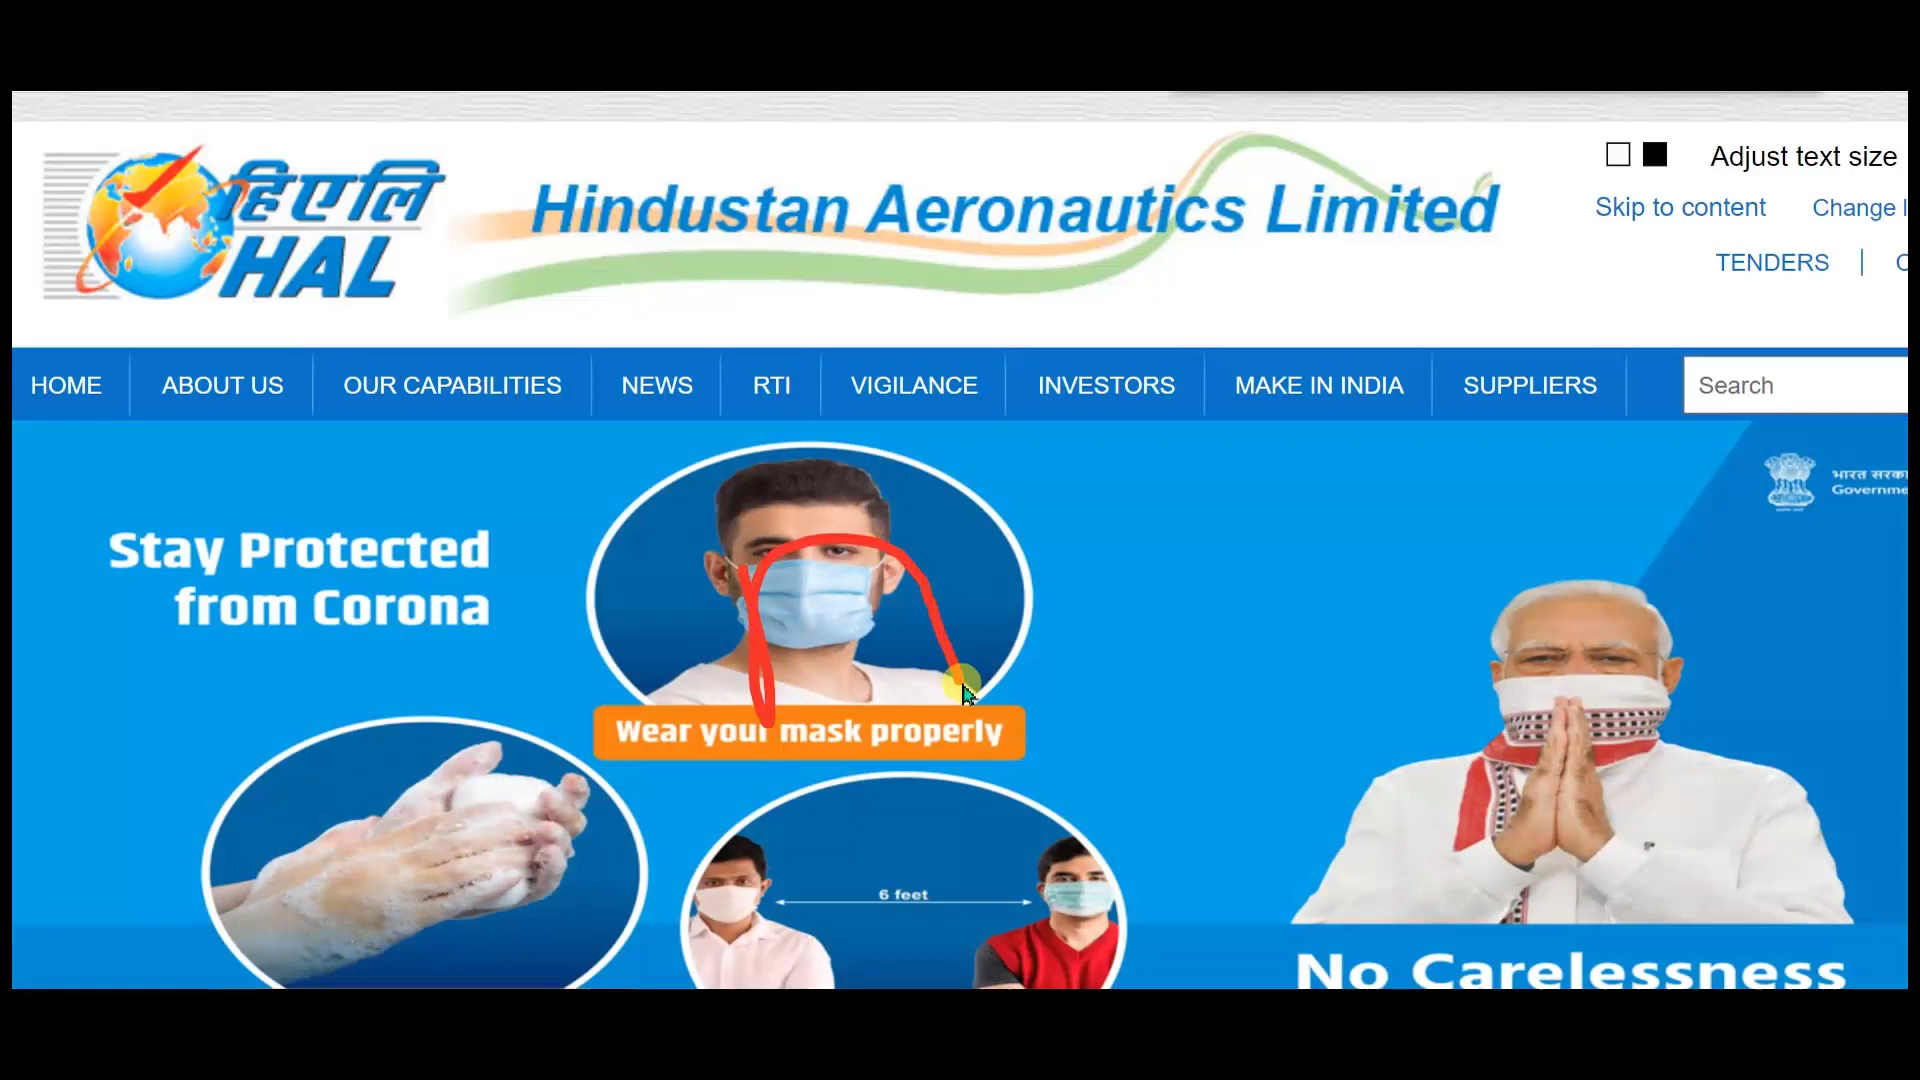 हिएलि
HAL
Hindustan Aeronautics Limited
Adjust text size
Skip to content
Change
TENDERS
HOME
ABOUT US
OUR CAPABILITIES
NEWS
RTI
VIGILANCE
INVESTORS
MAKE IN INDIA
SUPPLIERS
Search
भारत
Stay Protected
from Corona
Wear your mask properly
6 feet
No Carelessness